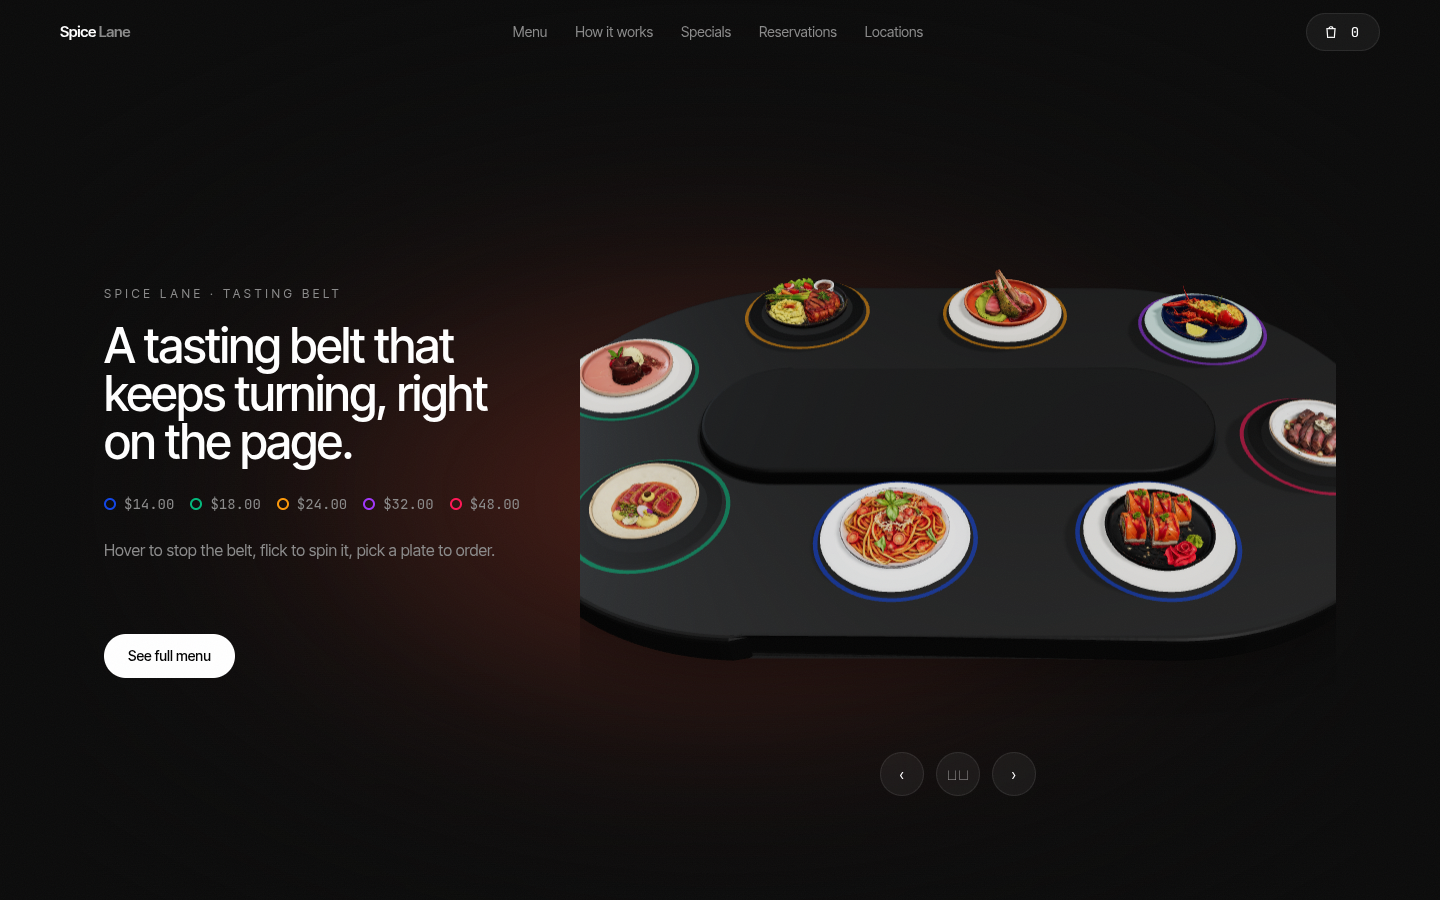 Spice Lane
Menu
How it works
Specials
Reservations
Locations
0
SPICE LANE · TASTING BELT
A tasting belt that
keeps turning, right
on the page.
$14.00 $18.00 $24.00 $32.00 $48.00
Hover to stop the belt, flick to spin it, pick a plate to order.
See full menu
‹
›